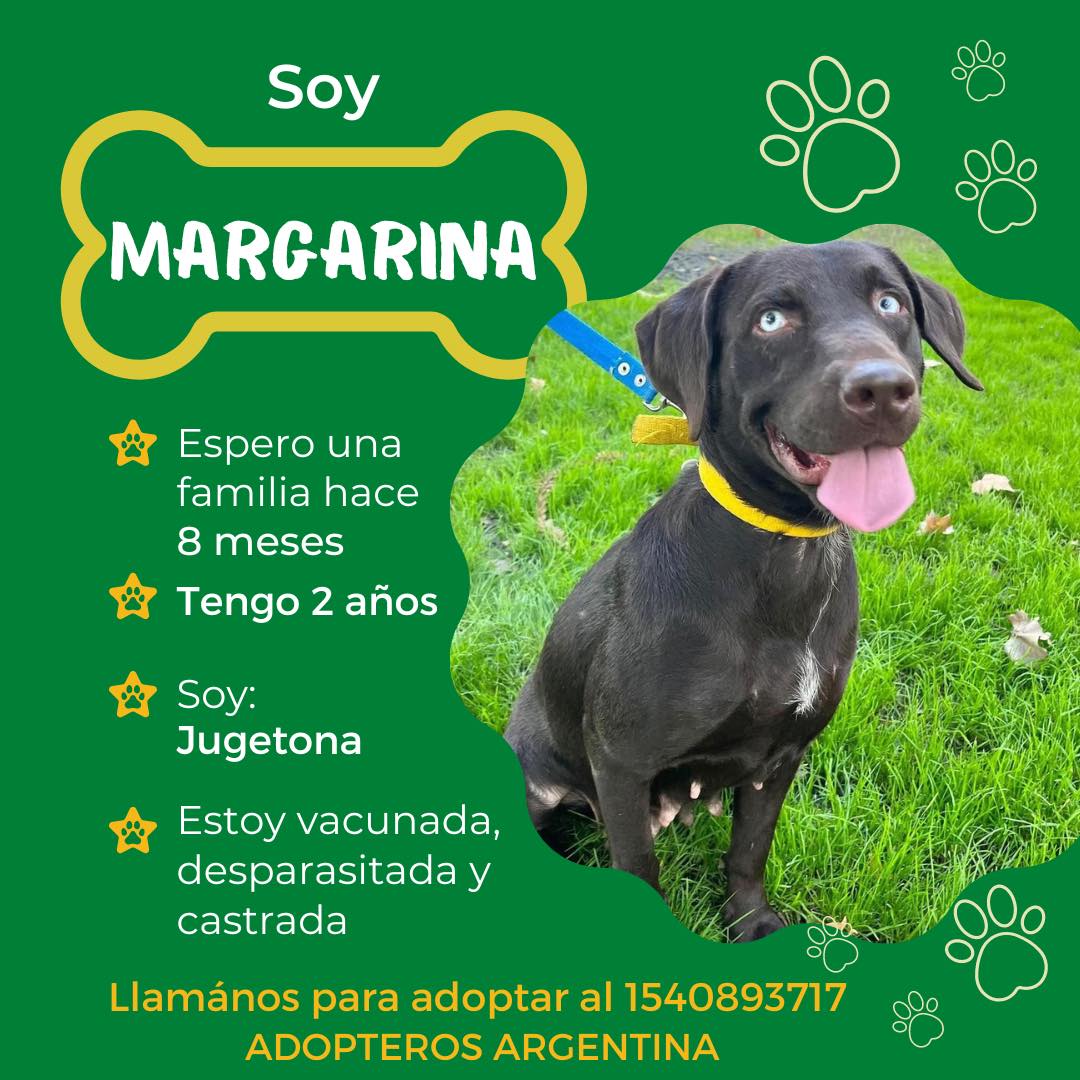 Soy
MARGARINA
Espero una
familia hace
8 meses
Tengo 2 años
Soy:
Jugetona
Estoy vacunada,
desparasitada y
castrada
Llamános para adoptar al 1540893717
ADOPTEROS ARGENTINA